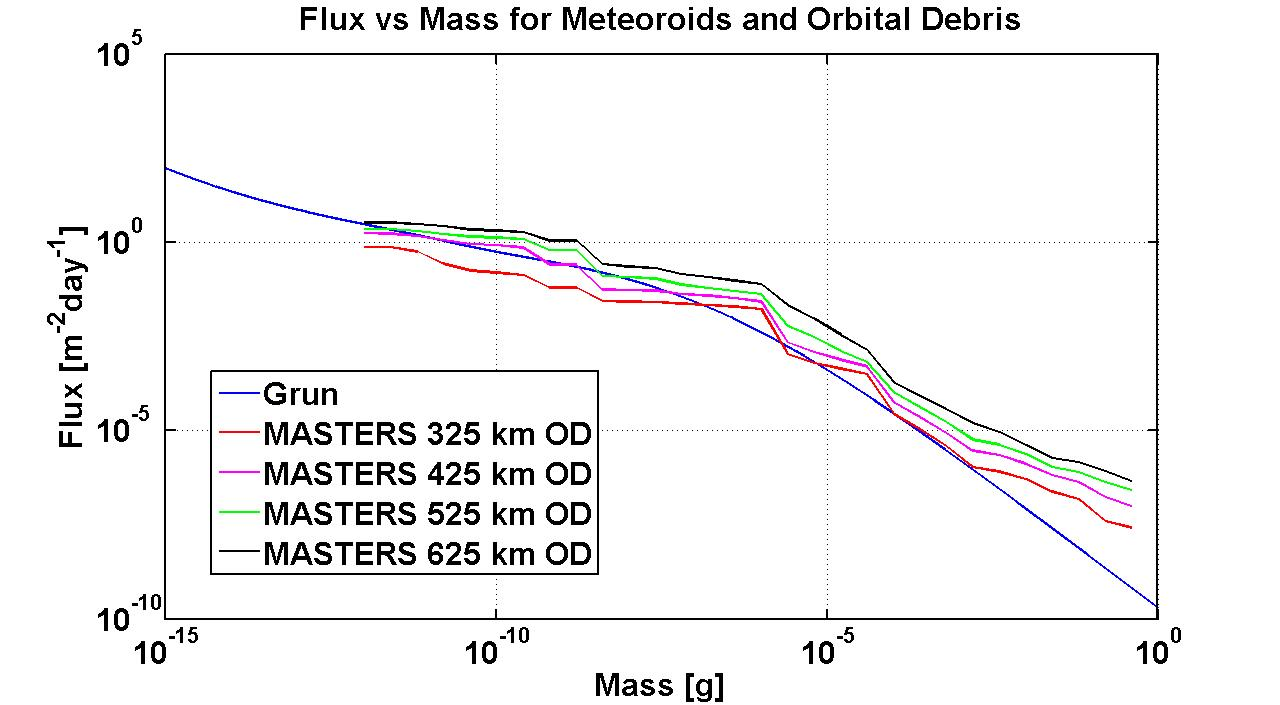 Flux vs Mass for Meteoroids and Orbital Debris
10^5
10^0
10^-5
10^-10
Flux [m^-2day^-1]
Grun
MASTERS 325 km OD
MASTERS 425 km OD
MASTERS 525 km OD
MASTERS 625 km OD
10^-15
10^-10
10^-5
10^0
Mass [g]